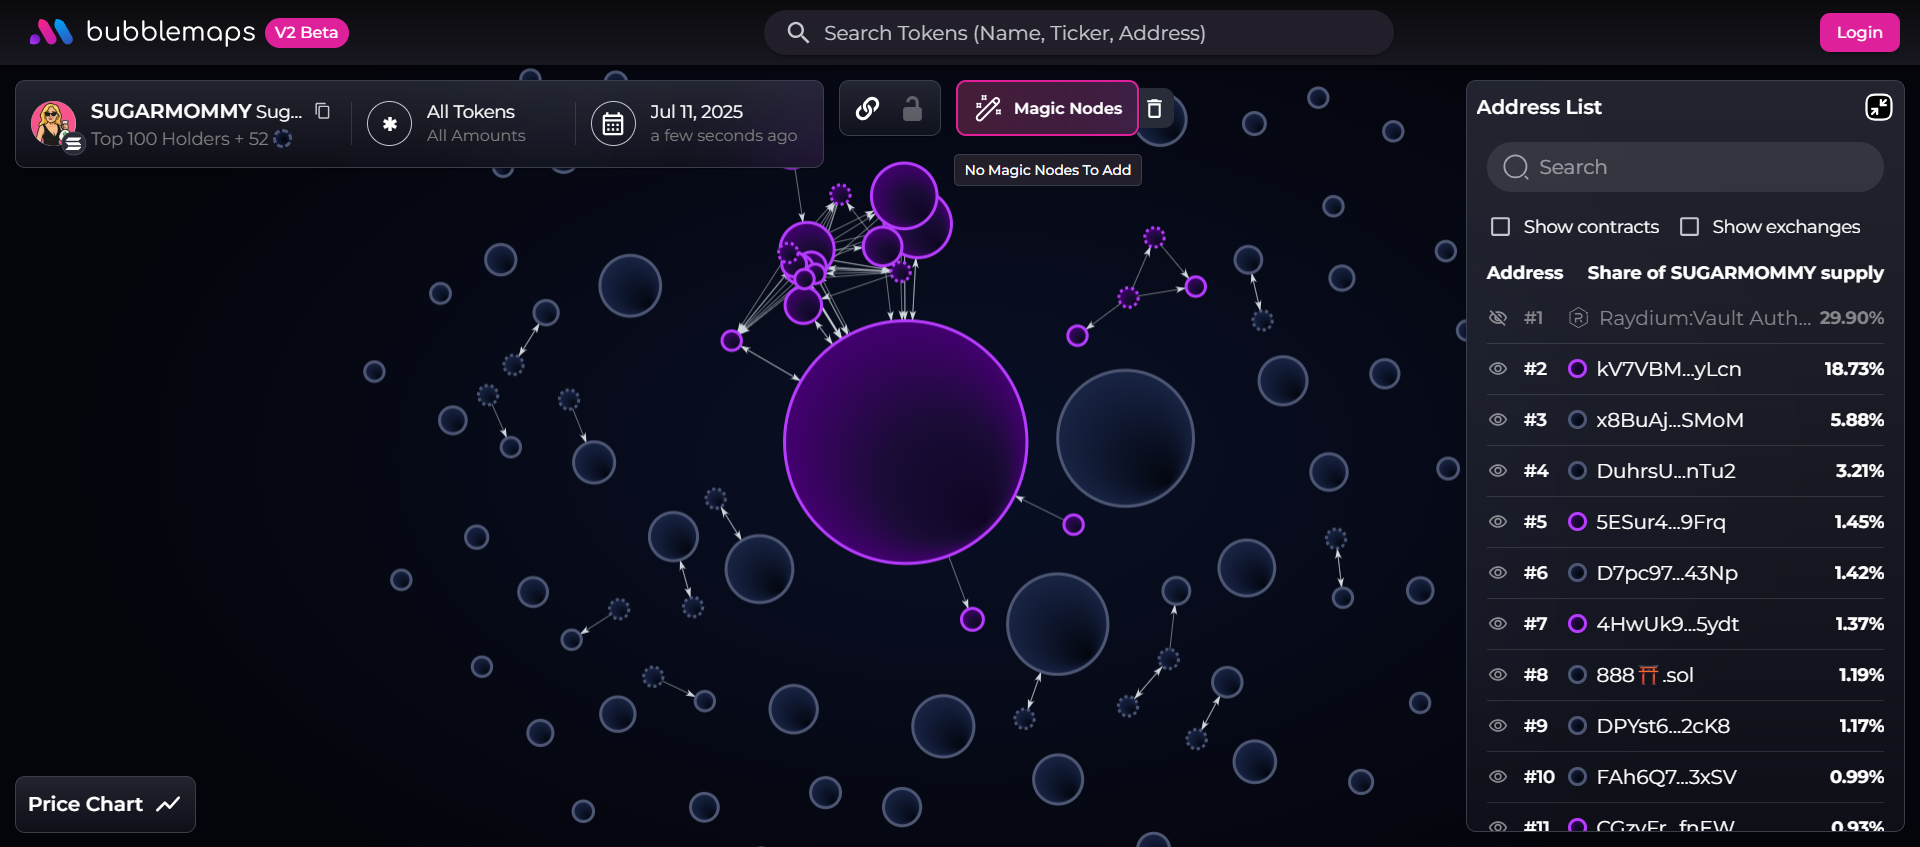 bubblemaps V2 Beta
Search Tokens (Name, Ticker, Address)
Login
SUGARMOMMY Sug...
Top 100 Holders + 52
All Tokens
All Amounts
Jul 11, 2025
a few seconds ago
Magic Nodes
No Magic Nodes To Add
Address List
Search
Show contracts
Show exchanges
Address Share of SUGARMOMMY supply
#1 Raydium:Vault Auth... 29.90%
#2 kV7VBM...yLcn 18.73%
#3 x8BuAj...SMoM 5.88%
#4 DuhrsU...nTu2 3.21%
#5 5ESur4...9Frq 1.45%
#6 D7pc97...43Np 1.42%
#7 4HwUk9...5ydt 1.37%
#8 888⛩️.sol 1.19%
#9 DPYst6...2cK8 1.17%
#10 FAh6Q7...3xSV 0.99%
#11 0.93%
Price Chart